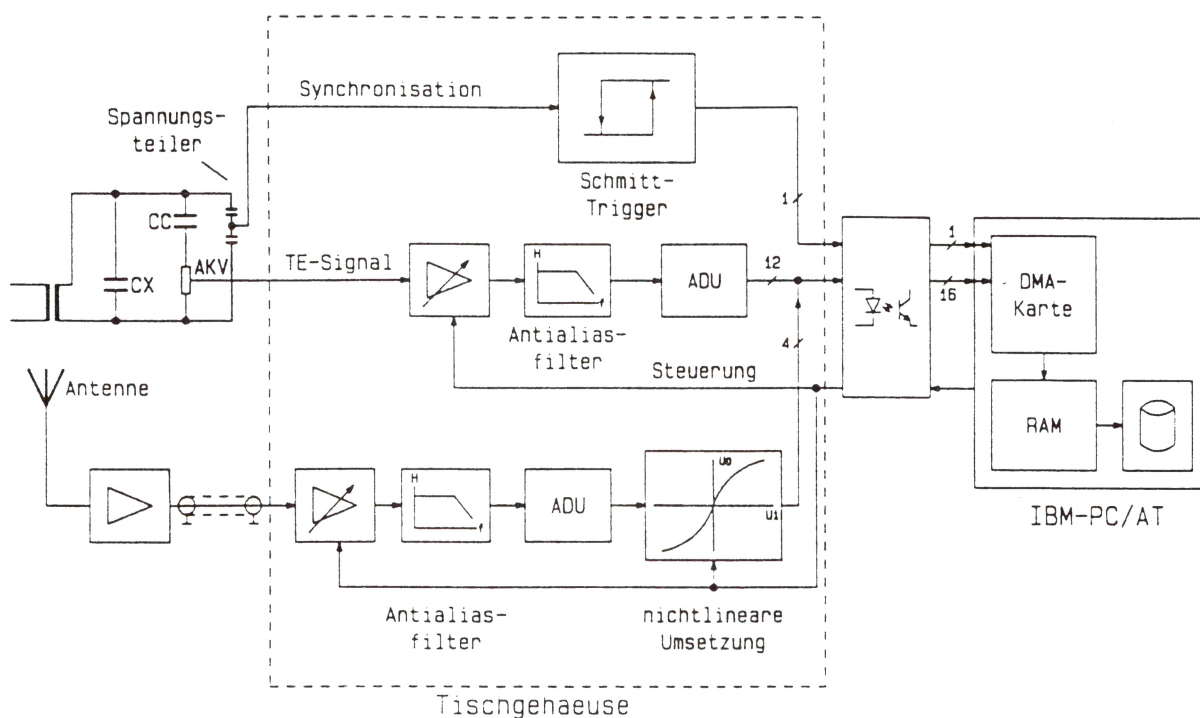 Synchronisation
Spannungs-
teiler
Schmitt-
Trigger
1
CC
AKV
CX
TE-Signal
H
f
Antialias-
filter
ADU
12
4
1
16
DMA-
Karte
RAM
IBM-PC/AT
Steuerung
Antenne
H
f
Antialias-
filter
ADU
U0
U1
nichtlineare
Umsetzung
Tischgehaeuse